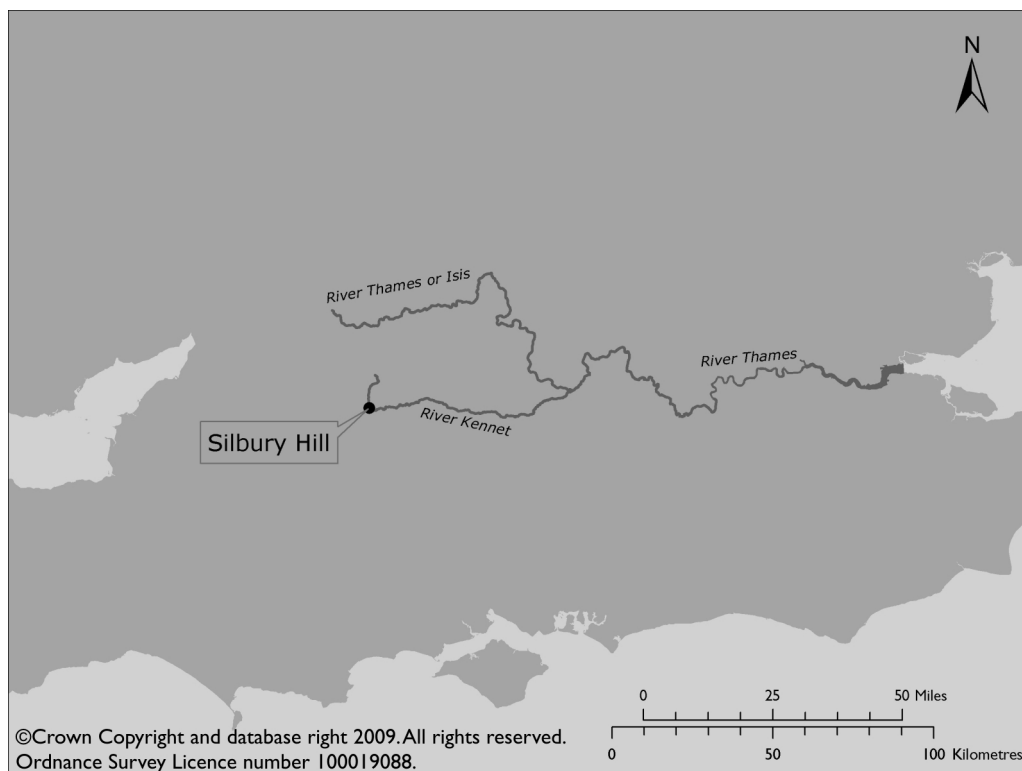 N
River Thames or Isis
River Thames
River Kennet
Silbury Hill
0 25 50 Miles
0 50 100 Kilometres
©Crown Copyright and database right 2009. All rights reserved.
Ordnance Survey Licence number 100019088.